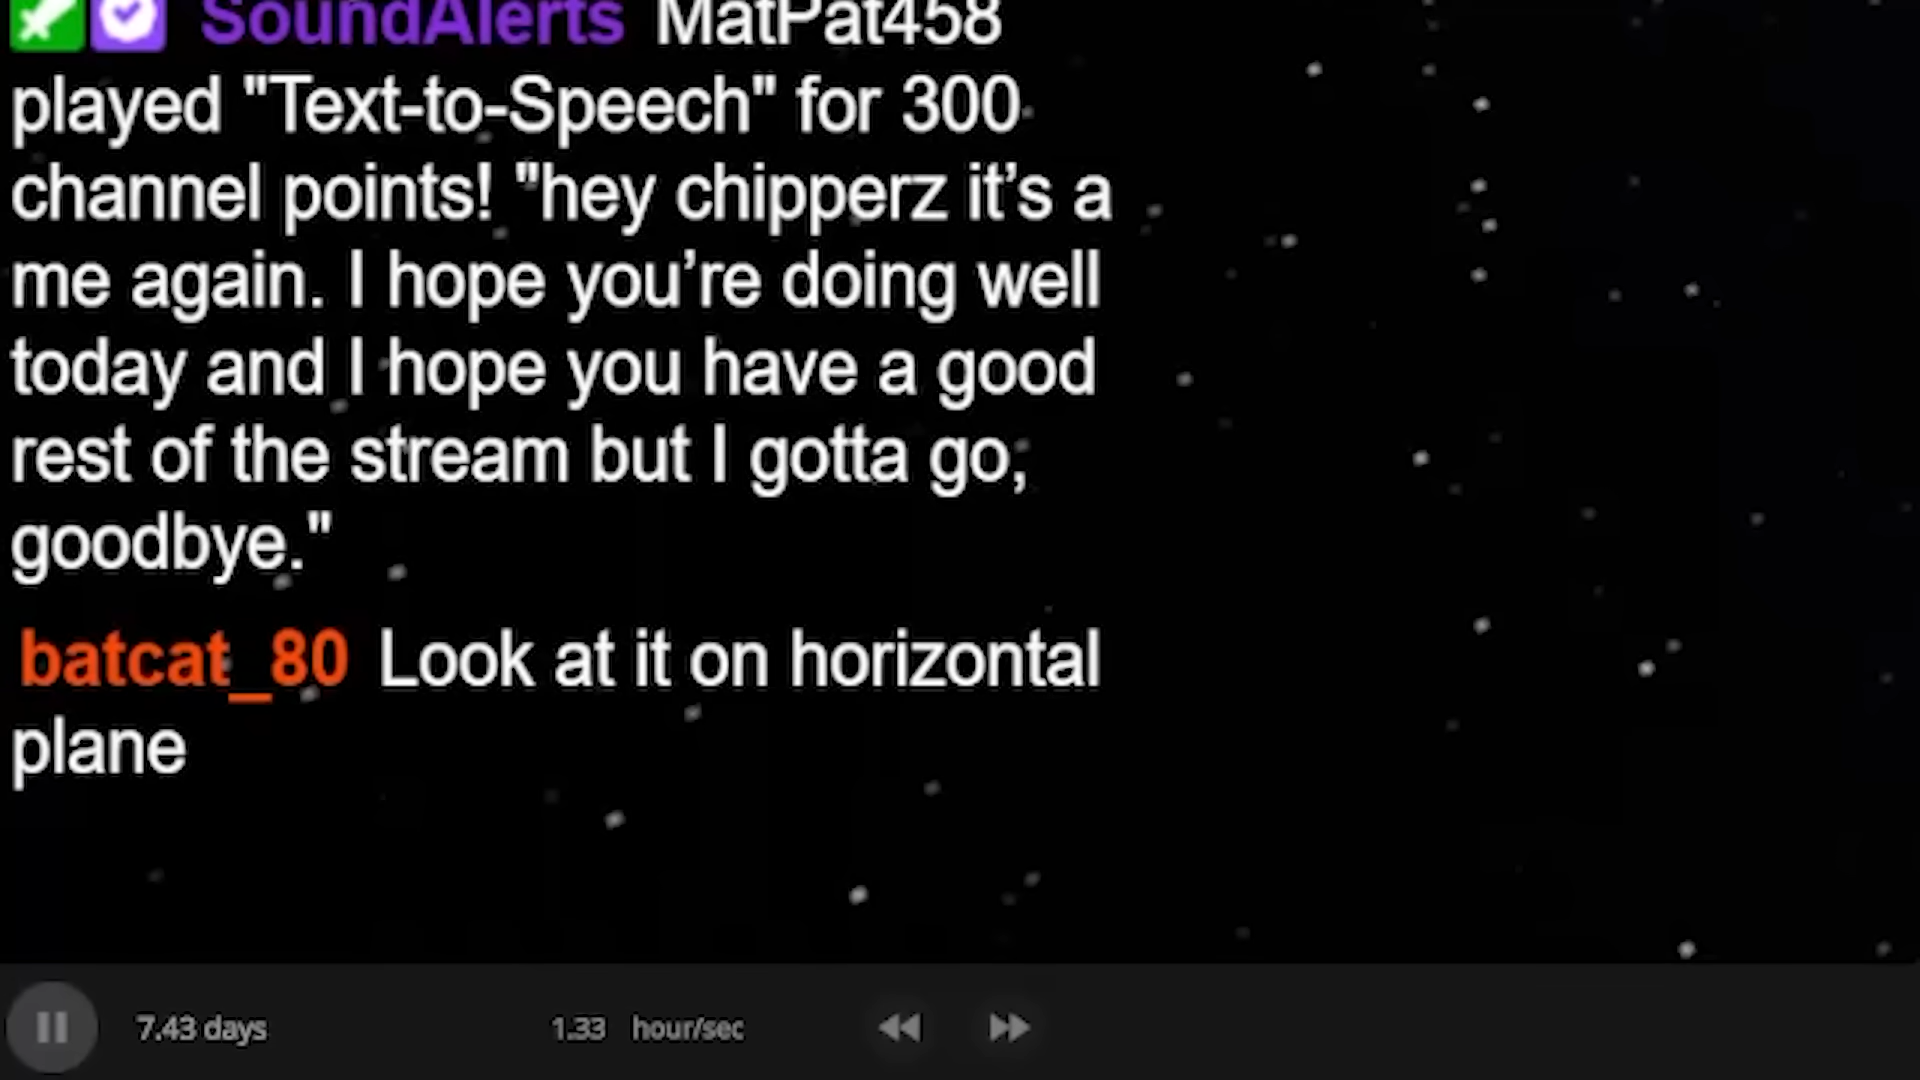 SoundAlerts MatPat458
played "Text-to-Speech" for 300
channel points! "hey chipperz it’s a
me again. I hope you’re doing well
today and I hope you have a good
rest of the stream but I gotta go,
goodbye."
batcat_80 Look at it on horizontal
plane
7.43 days 1.33 hour/sec